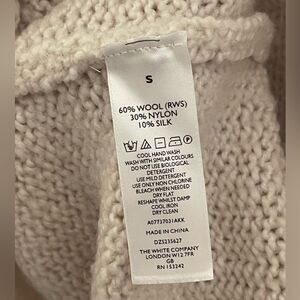 S
60% WOOL (RWS)
30% NYLON
10% SILK
COOL HAND WASH
WASH WITH SIMILAR COLOURS
DO NOT USE BIOLOGICAL
DETERGENT
USE MILD DETERGENT
USE ONLY NON CHLORINE
BLEACH WHEN NEEDED
DRY FLAT
RESHAPE WHILST DAMP
COOL IRON
DRY CLEAN
MADE IN CHINA
DZS235627
THE WHITE COMPANY
LONDON W12 7FR
GB
RN 153242